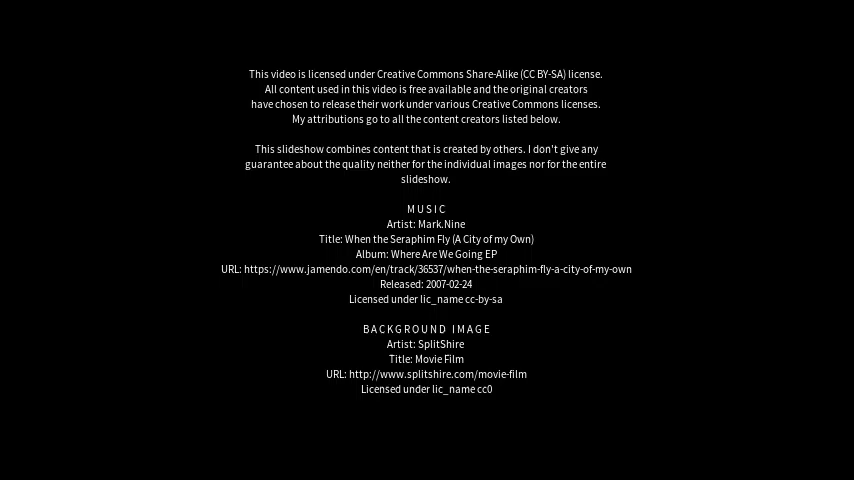 This video is licensed under Creative Commons Share-Alike (CC BY-SA) license.
All content used in this video is free available and the original creators
have chosen to release their work under various Creative Commons licenses.
My attributions go to all the content creators listed below.
This slideshow combines content that is created by others. I don't give any
guarantee about the quality neither for the individual images nor for the entire
slideshow.
MUSIC
Artist: Mark.Nine
Title: When the Seraphim Fly (A City of my Own)
Album: Where Are We Going EP
URL: https://www.jamendo.com/en/track/36537/when-the-seraphim-fly-a-city-of-my-own
Released: 2007-02-24
Licensed under lic_name cc-by-sa
BACKGROUND IMAGE
Artist: SplitShire
Title: Movie Film
URL: http://www.splitshire.com/movie-film
Licensed under lic_name cc0